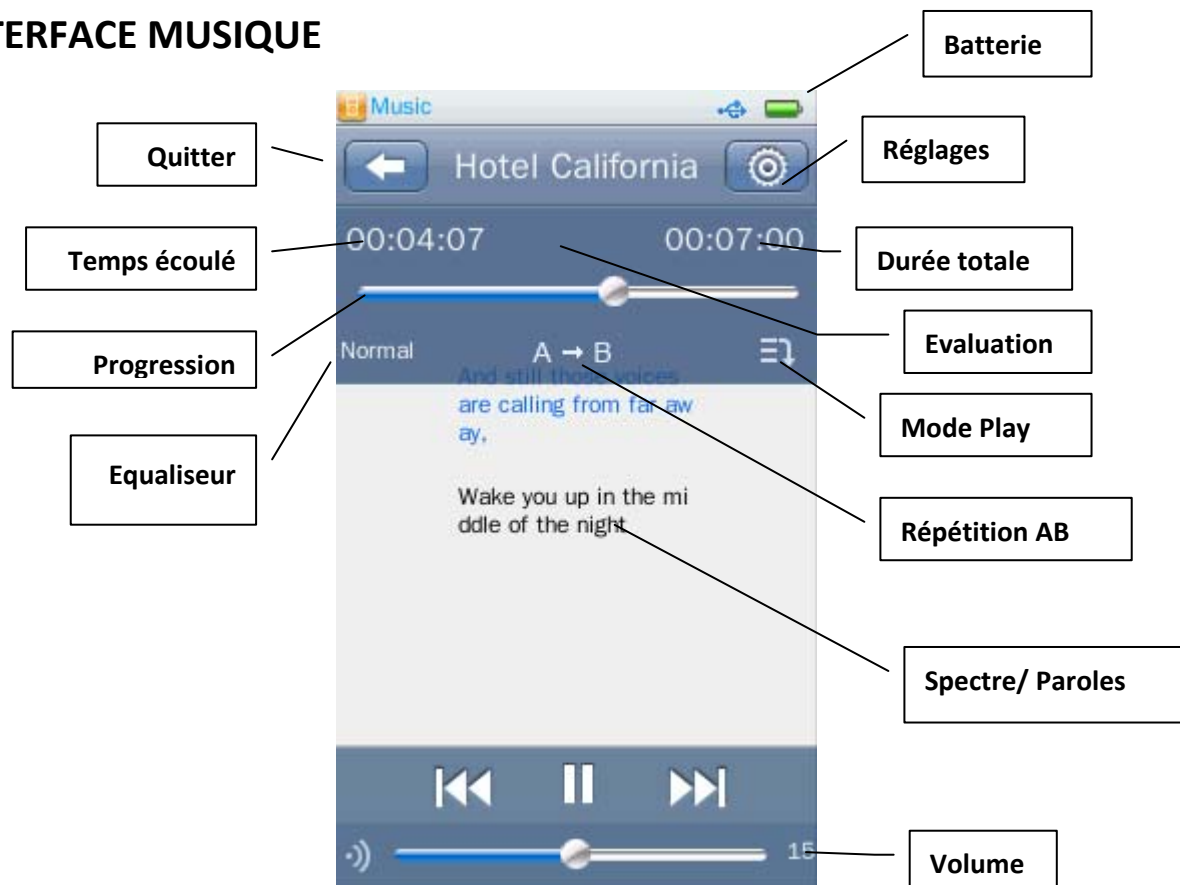 TERFACE MUSIQUE
Batterie
Music
Quitter
Hotel California
Réglages
00:04:07
00:07:00
Temps écoulé
Durée totale
Progression
Normal
A → B
Evaluation
And still those voices
are calling from far aw
ay,
Mode Play
Equaliseur
Wake you up in the mi
ddle of the night
Répétition AB
Spectre/ Paroles
15
Volume